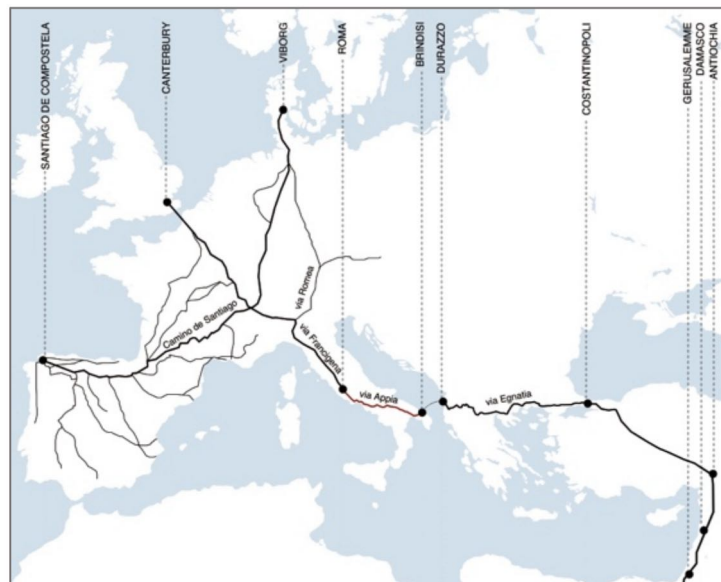 SANTIAGO DE COMPOSTELA
CANTERBURY
VIBORG
ROMA
BRINDISI
DURAZZO
COSTANTINOPOLI
GERUSALEMME
DAMASCO
ANTIOCHIA
via Romea
Camino de Santiago
via Francigena
via Appia
via Egnatia